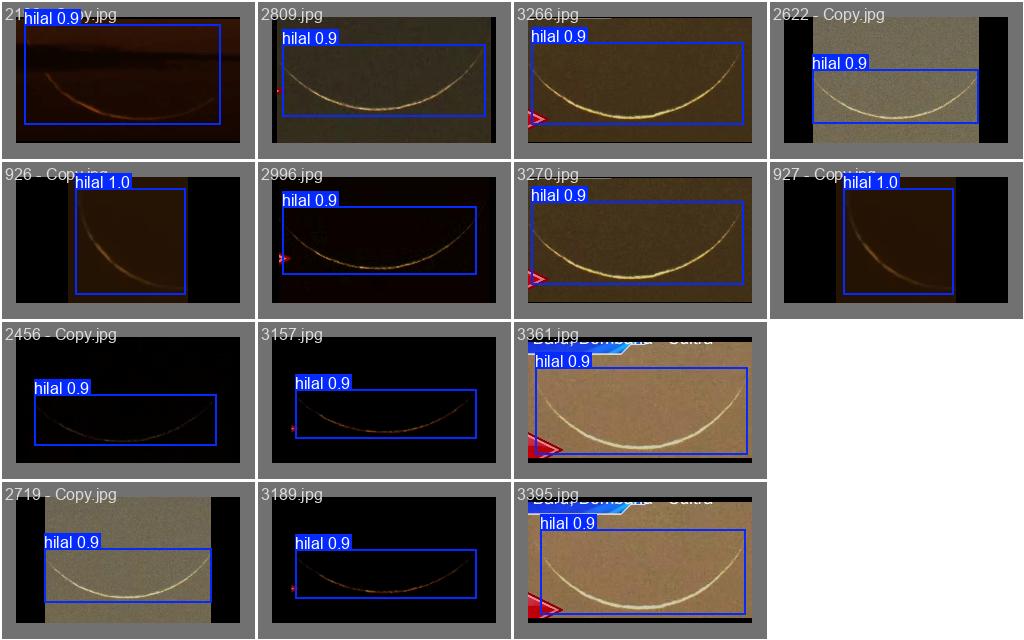 2809.jpg
3266.jpg
2622 - Copy.jpg
hilal 0.9
hilal 0.9
hilal 0.9
hilal 0.9
2996.jpg
3270.jpg
hilal 1.0
hilal 0.9
hilal 0.9
hilal 1.0
2456 - Copy.jpg
3157.jpg
3361.jpg
hilal 0.9
hilal 0.9
hilal 0.9
2719 - Copy.jpg
3189.jpg
3395.jpg
hilal 0.9
hilal 0.9
hilal 0.9